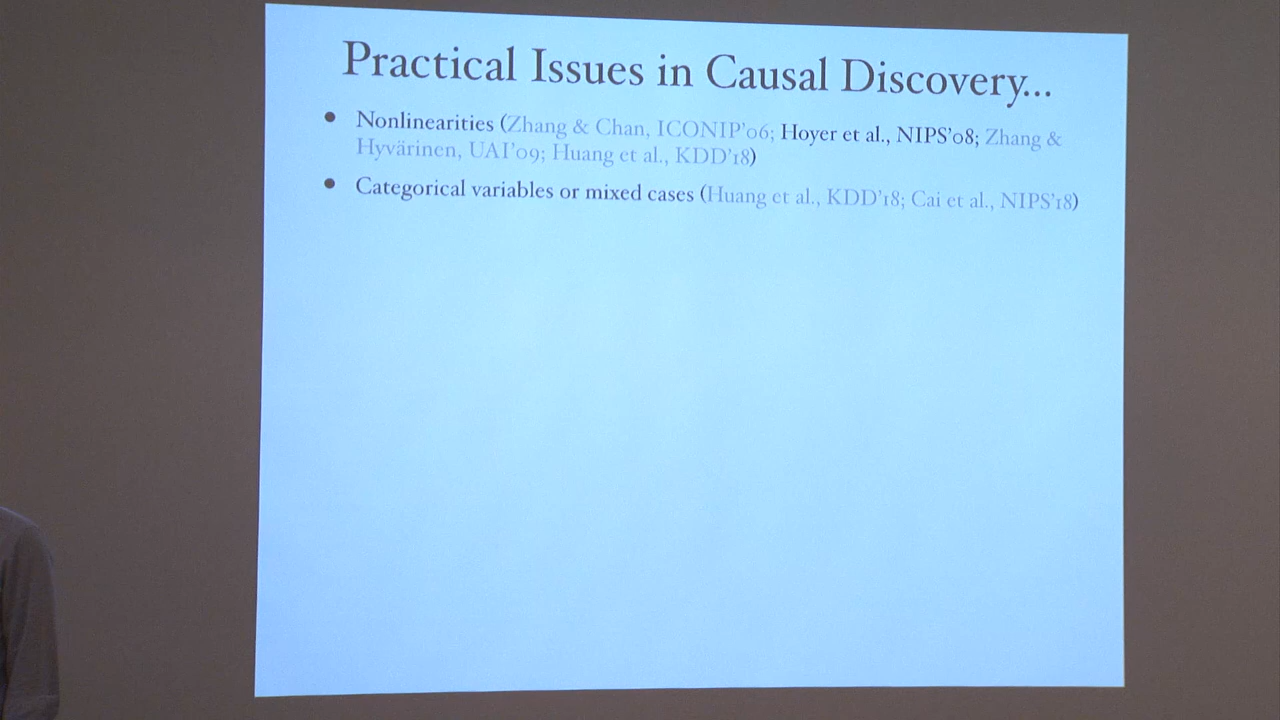 Practical Issues in Causal Discovery...
• Nonlinearities (Zhang & Chan, ICONIP'06; Hoyer et al., NIPS'08; Zhang &
Hyvärinen, UAI'09; Huang et al., KDD'18)
• Categorical variables or mixed cases (Huang et al., KDD'18; Cai et al., NIPS'18)